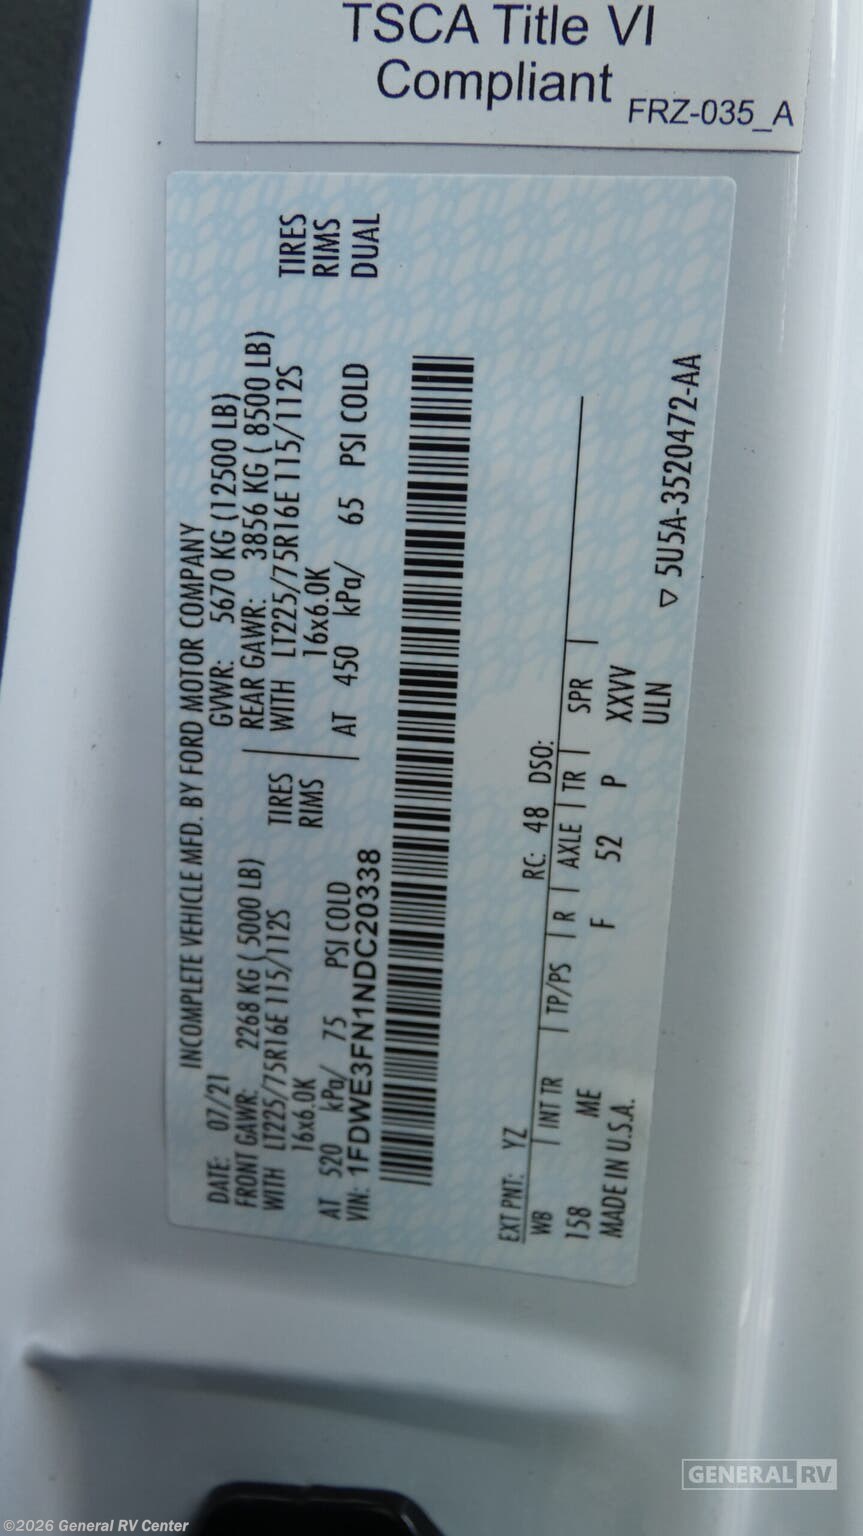 TSCA Title VI
Compliant
FRZ-035_A
INCOMPLETE VEHICLE MFD. BY FORD MOTOR COMPANY
DATE: 07/21 GVWR: 5670 KG (12500 LB)
FRONT GAWR: 2268 KG ( 5000 LB) REAR GAWR: 3856 KG ( 8500 LB)
WITH LT225/75R16E 115/112S TIRES WITH LT225/75R16E 115/112S TIRES
16x6.0K RIMS 16x6.0K RIMS
AT 520 kPa/ 75 PSI COLD AT 450 kPa/ 65 PSI COLD DUAL
VIN: 1FDWE3FN1NDC20338
EXT PNT: YZ RC: 48 DSO:
WB | INT TR | TP/PS | R | AXLE | TR | SPR |
158 ME F 52 P XXVV
MADE IN U.S.A. ULN
▽ 5U5A-3520472-AA
GENERAL RV
©2026 General RV Center